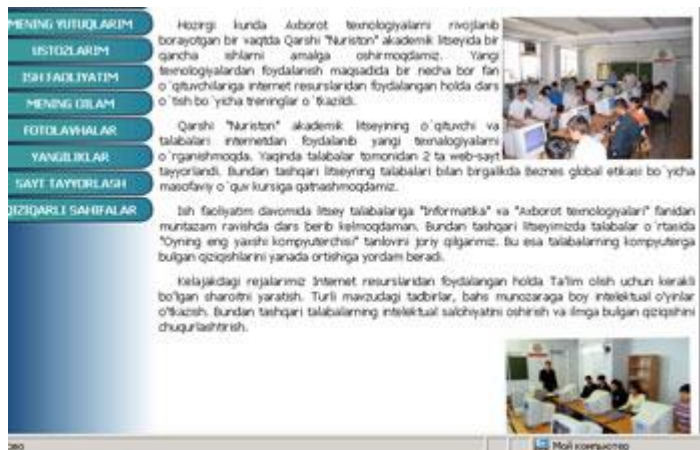 MENING YUTUQLARIM
USTOZLARIM
ISH FAOLIYATIM
MENING OILAM
FOTOLAVHALAR
YANGILIKLAR
SAYT TAYYORLASH
QIZIQARLI SAHIFALAR
Hozirgi kunda Axborot texnologiyalarni rivojlanib
borayotgan bir vaqtda Qarshi "Nuriston" akademik litseyida bir
qancha ishlarni amalga oshirmoqdamiz. Yangi
texnologiyalardan foydalanish maqsadida bir necha bor fan
o`qituvchilariga internet resurslaridan foydalangan holda dars
o`tish bo`yicha treninglar o`tkazildi.
Qarshi "Nuriston" akademik litseyining o`qituvchi va
talabalari internetdan foydalanib yangi texnalogiyalarni
o`rganishmoqda. Yaqinda talabalar tomonidan 2 ta web-sayt
tayyorlandi. Bundan tashqari litseyning talabalari bilan birgalikda Beznes global etikasi bo`yicha
masofaviy o`quv kursiga qatnashmoqdamiz.
Ish faoliyatim davomida litsey talabalariga "Informatika" va "Axborot texnologiyalari" fanidan
muntazam ravishda dars berib kelmoqdaman. Bundan tashqari litseyimizda talabalar o`rtasida
"Oyning eng yaxshi kompyuterchisi" tanlovini joriy qilganmiz. Bu esa talabalarning kompyuterga
bulgan qiziqishlarini yanada ortishiga yordam beradi.
Kelajakdagi rejalarimiz Internet resurslaridan foydalangan holda Ta'lim olish uchun kerakli
bo'lgan sharoitni yaratish. Turli mavzudagi tadbirlar, bahs munozaraga boy intelektual o'yinlar
o'tkazish. Bundan tashqari talabalarning intelektual salohiyatini oshirish va ilmga bulgan qiziqishini
chuqurlashtirish.
Мой компьютер